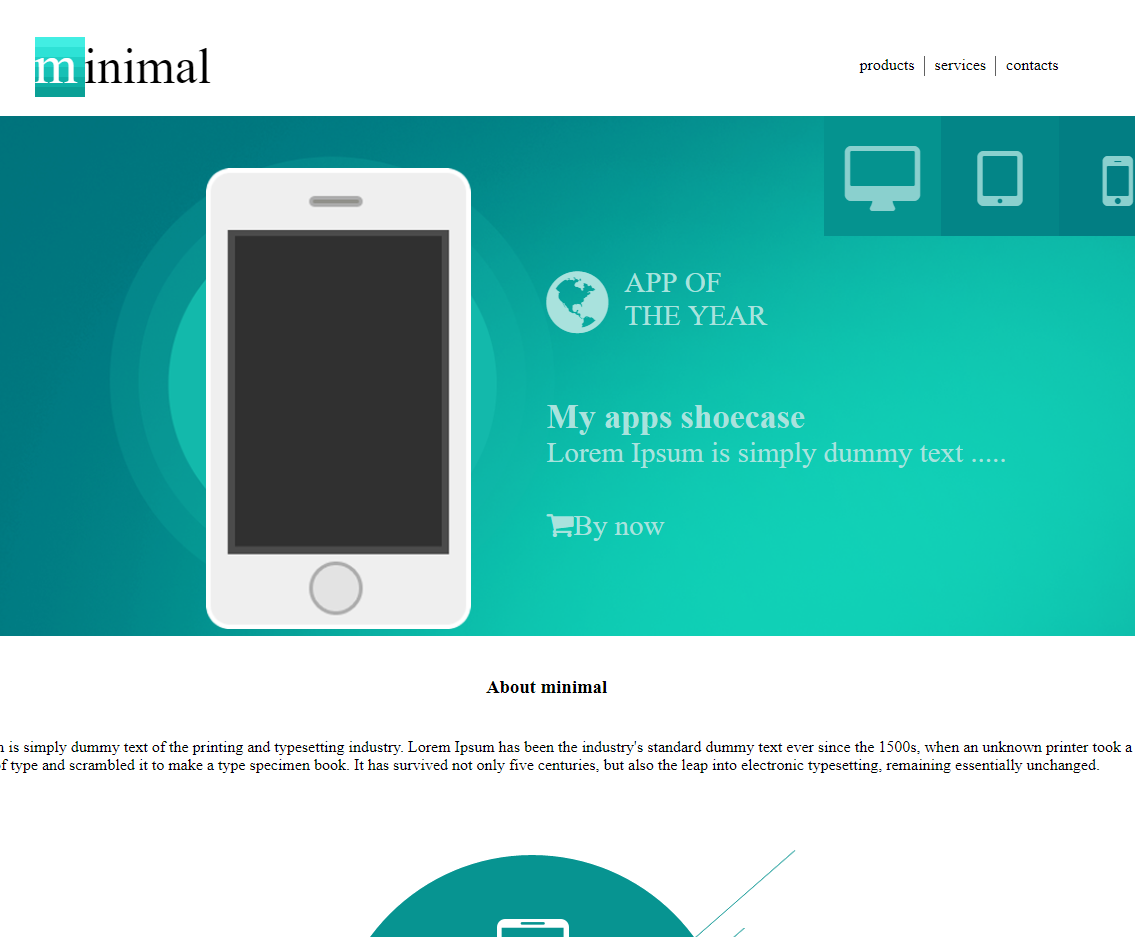 minimal
products
services
contacts
APP OF
THE YEAR
My apps shoecase
Lorem Ipsum is simply dummy text .....
By now
About minimal
is simply dummy text of the printing and typesetting industry. Lorem Ipsum has been the industry's standard dummy text ever since the 1500s, when an unknown printer took a
of type and scrambled it to make a type specimen book. It has survived not only five centuries, but also the leap into electronic typesetting, remaining essentially unchanged.